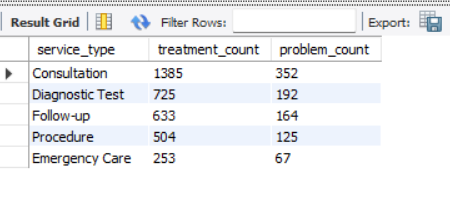 Result Grid Filter Rows: Export:
service_type treatment_count problem_count
Consultation 1385 352
Diagnostic Test 725 192
Follow-up 633 164
Procedure 504 125
Emergency Care 253 67